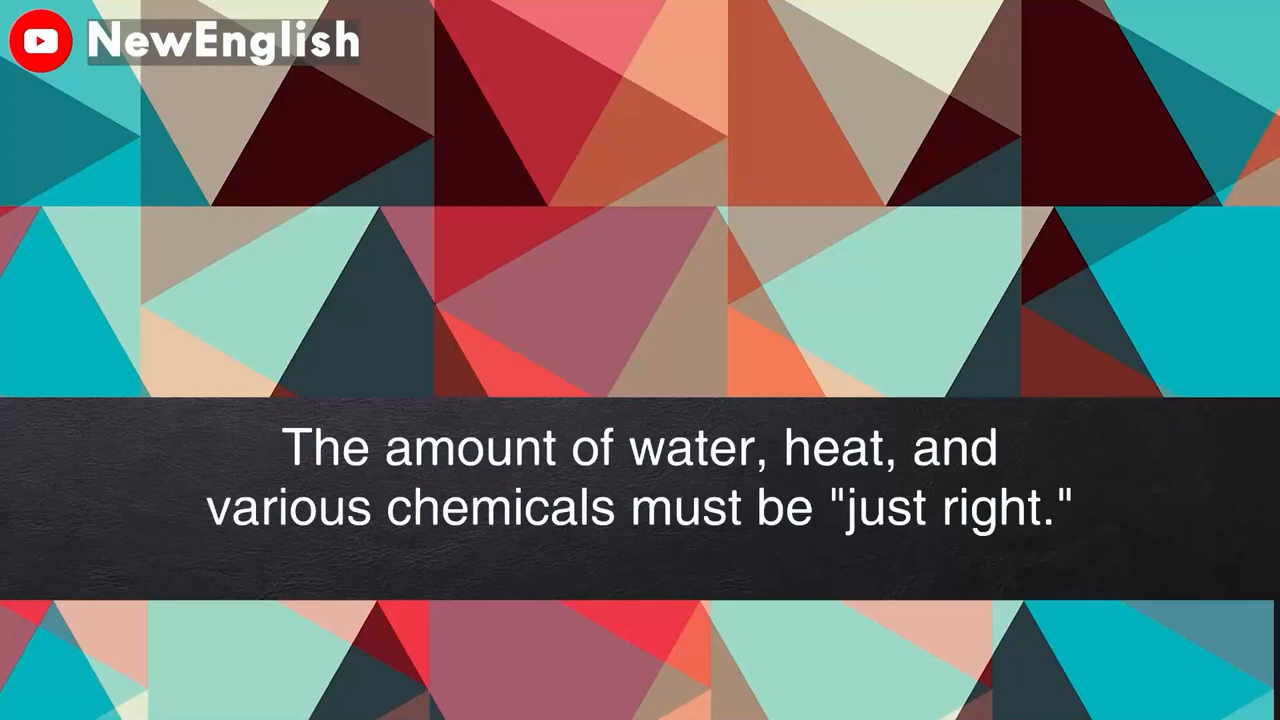 NewEnglish
The amount of water, heat, and
various chemicals must be "just right."